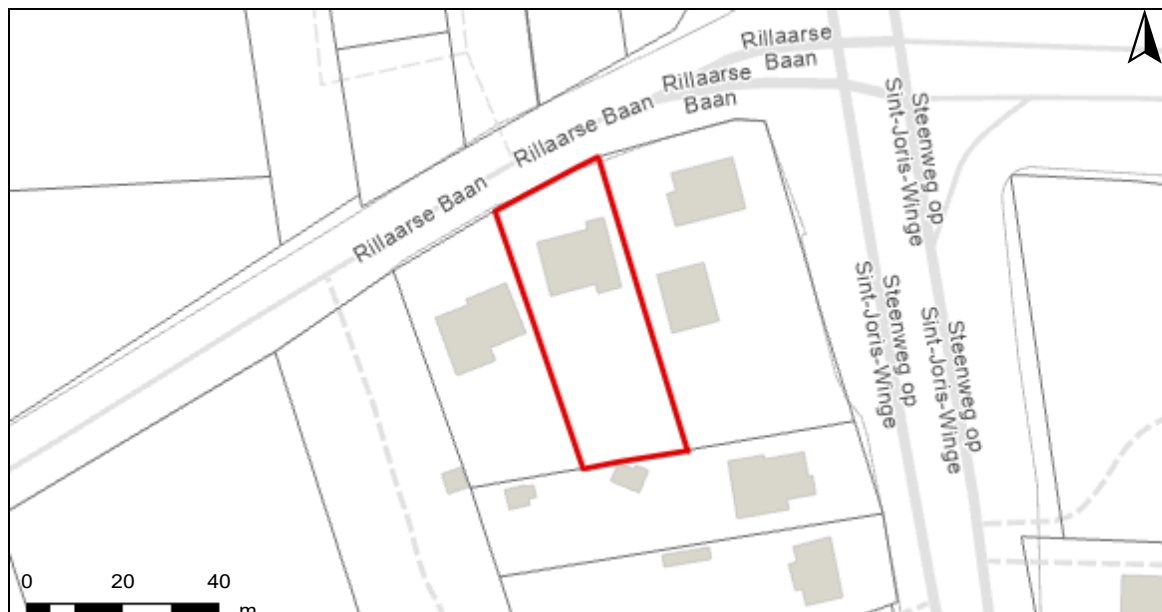 Rillaarse
Baan
Rillaarse
Baan
Rillaarse Baan
Rillaarse Baan
Steenweg op
Sint-Joris-Winge
Steenweg op
Sint-Joris-Winge
Steenweg op
Sint-Joris-Winge
0 20 40
m